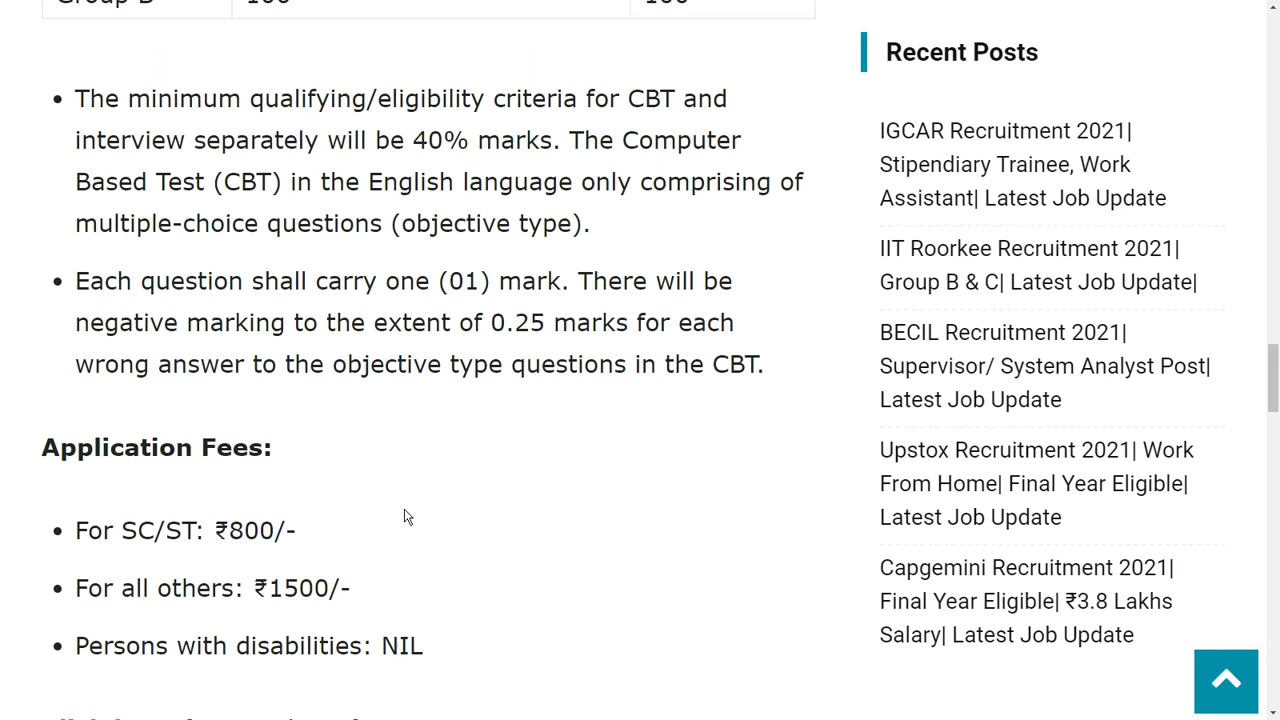 The minimum qualifying/eligibility criteria for CBT and
interview separately will be 40% marks. The Computer
Based Test (CBT) in the English language only comprising of
multiple-choice questions (objective type).
Each question shall carry one (01) mark. There will be
negative marking to the extent of 0.25 marks for each
wrong answer to the objective type questions in the CBT.
Application Fees:
For SC/ST: ₹800/-
For all others: ₹1500/-
Persons with disabilities: NIL
Recent Posts
IGCAR Recruitment 2021|
Stipendiary Trainee, Work
Assistant| Latest Job Update
IIT Roorkee Recruitment 2021|
Group B & C| Latest Job Update|
BECIL Recruitment 2021|
Supervisor/ System Analyst Post|
Latest Job Update
Upstox Recruitment 2021| Work
From Home| Final Year Eligible|
Latest Job Update
Capgemini Recruitment 2021|
Final Year Eligible| ₹3.8 Lakhs
Salary| Latest Job Update